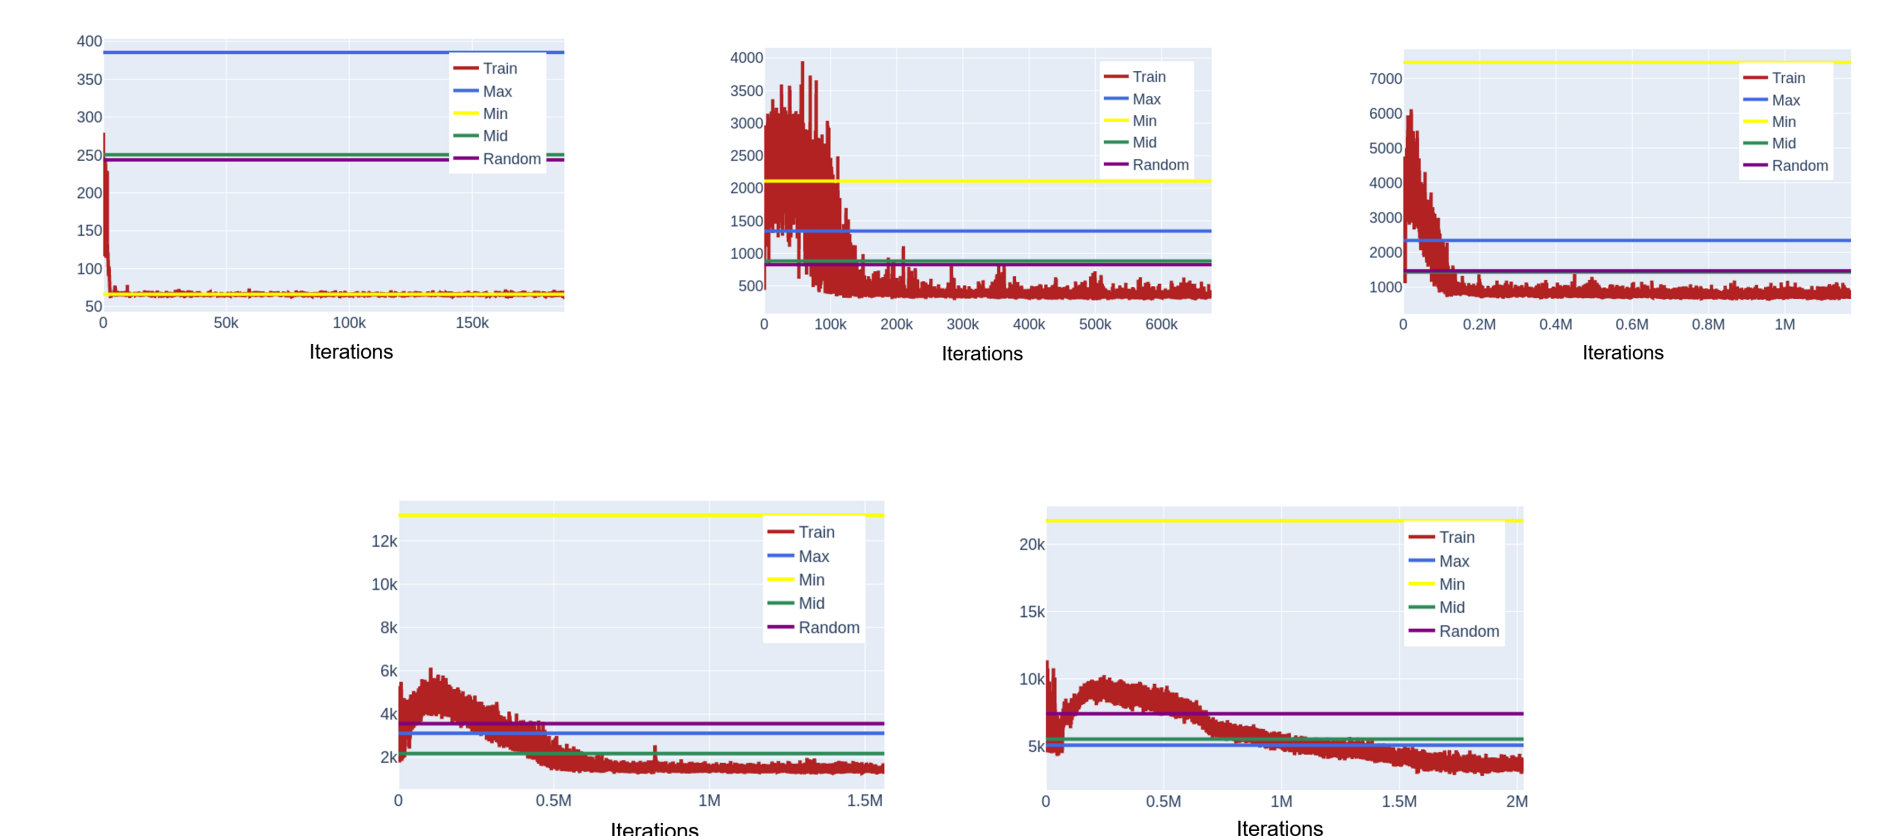 400
350
300
250
200
150
100
50
0
50k
100k
150k
Train
Max
Min
Mid
Random
Iterations
4000
3500
3000
2500
2000
1500
1000
500
0
100k
200k
300k
400k
500k
600k
Train
Max
Min
Mid
Random
Iterations
7000
6000
5000
4000
3000
2000
1000
0
0.2M
0.4M
0.6M
0.8M
1M
Train
Max
Min
Mid
Random
Iterations
12k
10k
8k
6k
4k
2k
0
0.5M
1M
1.5M
Train
Max
Min
Mid
Random
Iterations
20k
15k
10k
5k
0
0.5M
1M
1.5M
2M
Train
Max
Min
Mid
Random
Iterations